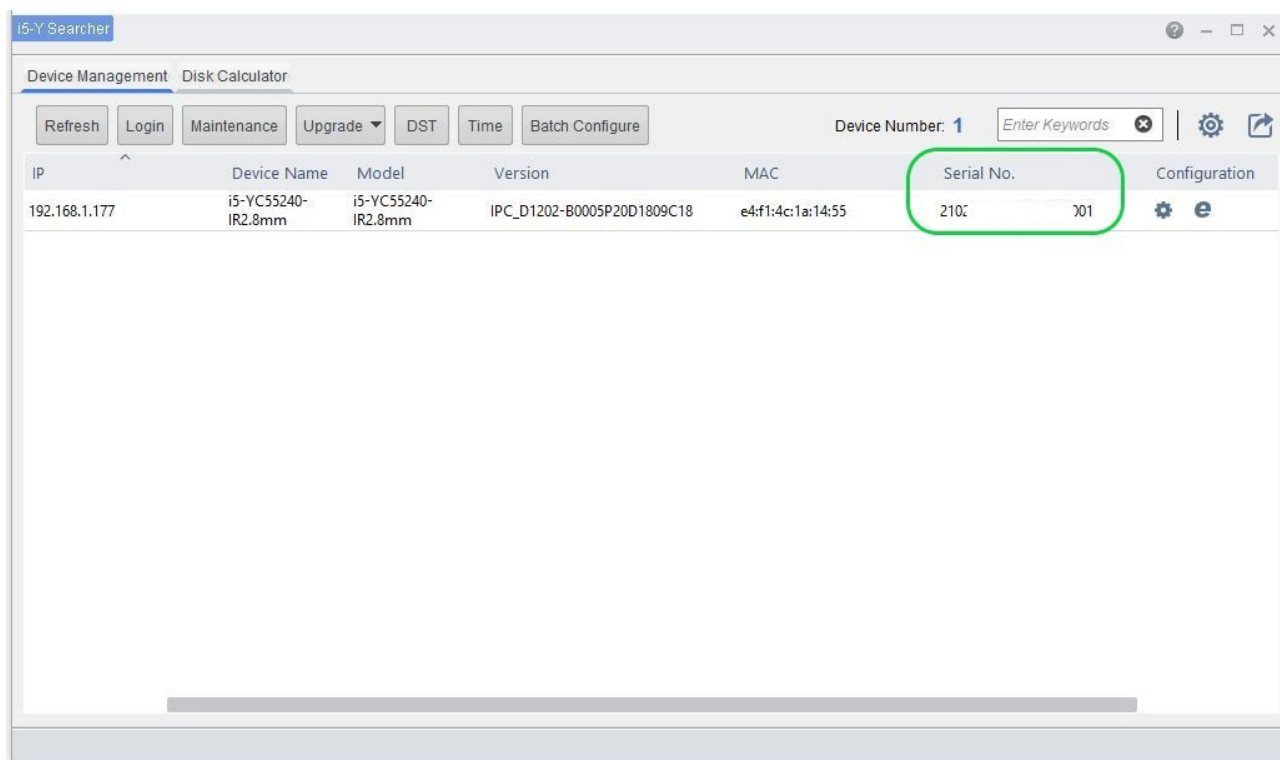 i5-Y Searcher
Device Management Disk Calculator
Refresh Login Maintenance Upgrade DST Time Batch Configure Device Number: 1 Enter Keywords
IP Device Name Model Version MAC Serial No. Configuration
192.168.1.177 i5-YC55240-IR2.8mm i5-YC55240-IR2.8mm IPC_D1202-B0005P20D1809C18 e4:f1:4c:1a:14:55 2102 001